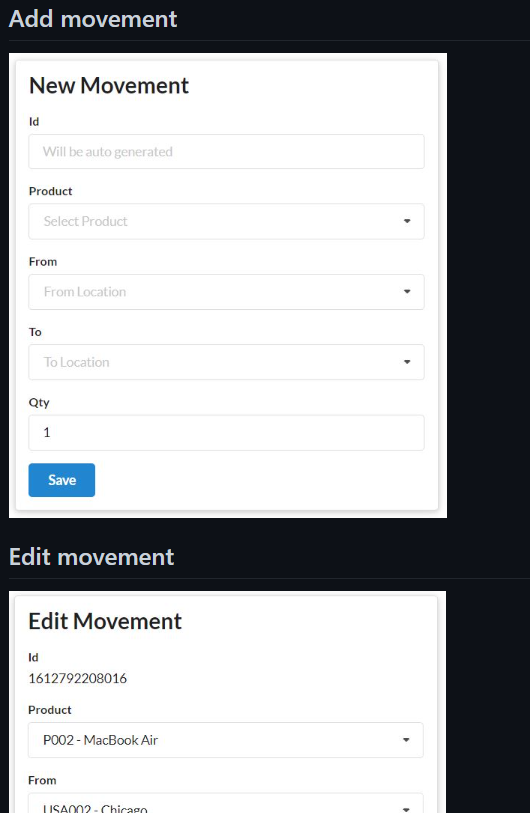 Add movement
New Movement
Id
Will be auto generated
Product
Select Product
From
From Location
To
To Location
Qty
1
Save
Edit movement
Edit Movement
Id
1612792208016
Product
P002 - MacBook Air
From
USA002 - Chicago